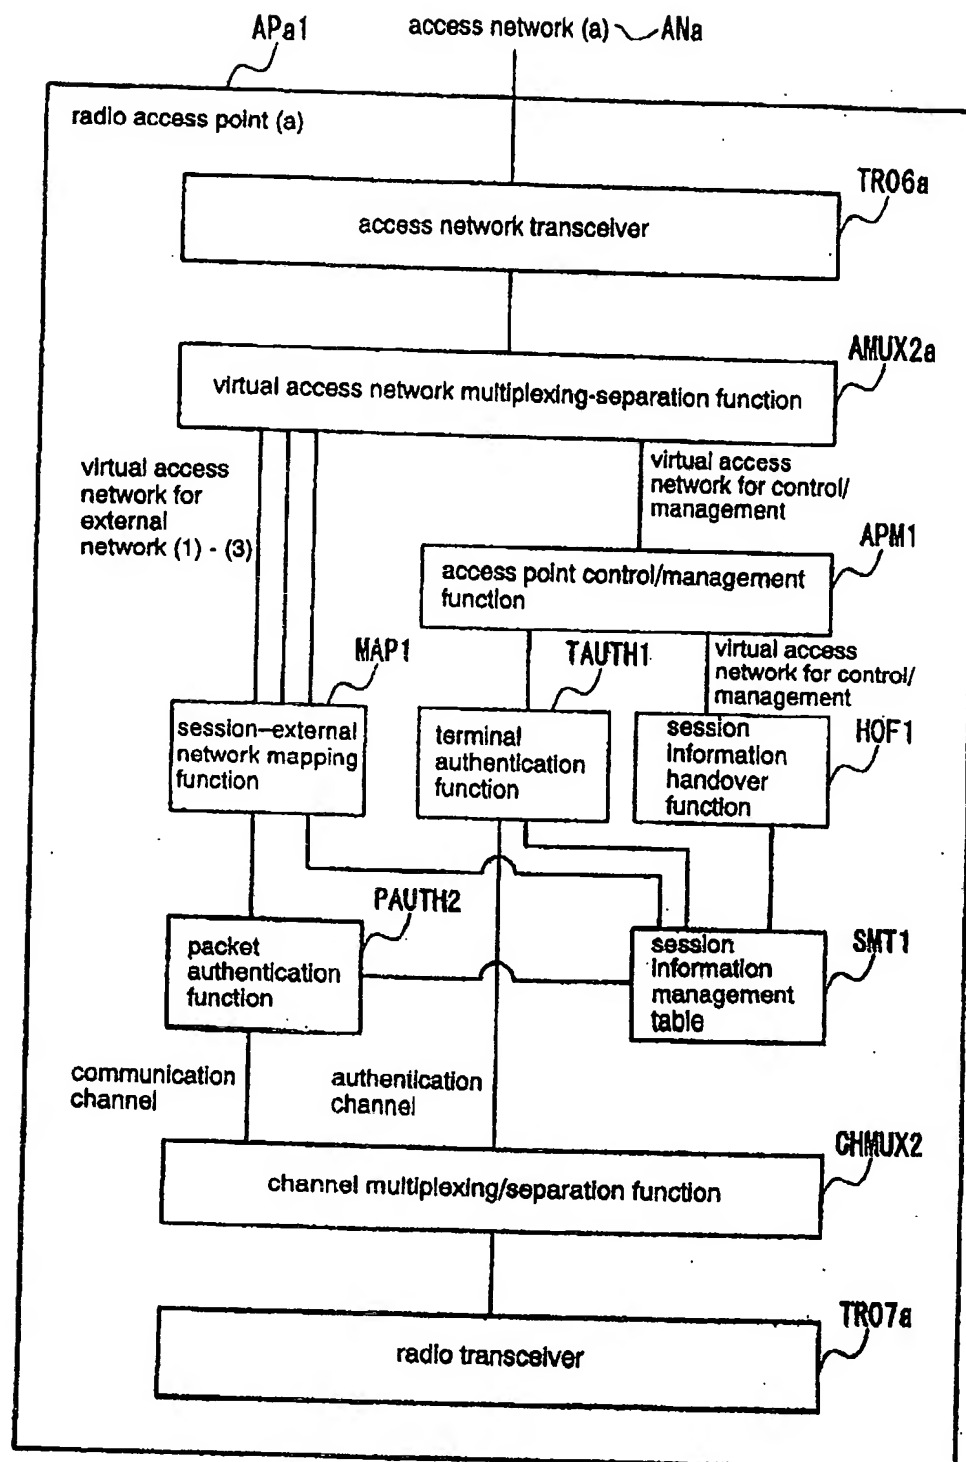 APa1
access network (a)
ANa
radio access point (a)
TR06a
access network transceiver
AMUX2a
virtual access network multiplexing-separation function
virtual access
network for
external
network (1) - (3)
virtual access
network for control/
management
APM1
access point control/management
function
MAP1
TAUTH1
virtual access
network for control/
management
HOF1
session-external
network mapping
function
terminal
authentication
function
session
information
handover
function
PAUTH2
packet
authentication
function
SMT1
session
information
management
table
communication
channel
authentication
channel
CHMUX2
channel multiplexing/separation function
TR07a
radio transceiver